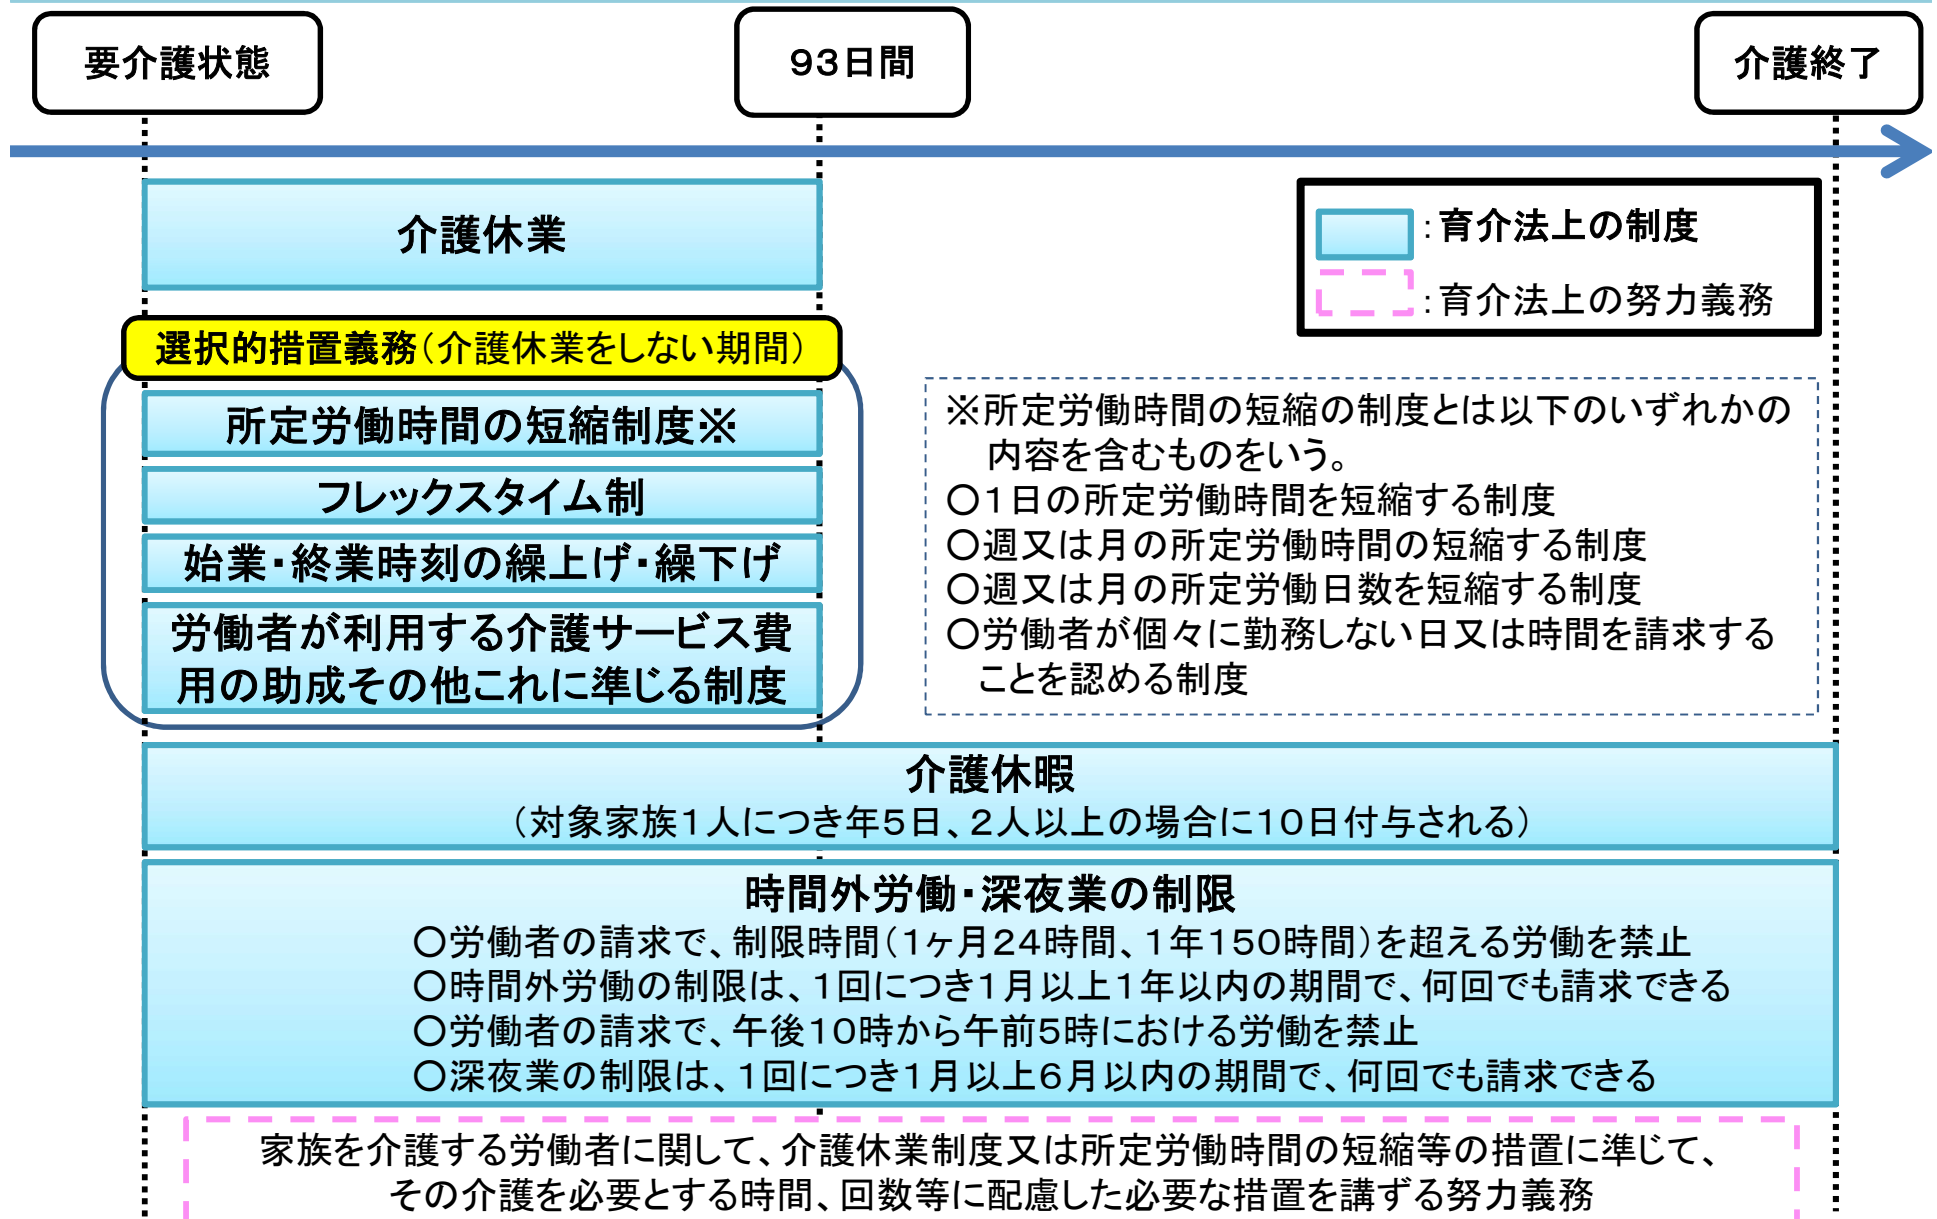 要介護状態
93日間
介護終了
介護休業
：育介法上の制度
：育介法上の努力義務
選択的措置義務（介護休業をしない期間）
所定労働時間の短縮制度※
フレックスタイム制
始業・終業時刻の繰上げ・繰下げ
労働者が利用する介護サービス費
用の助成その他これに準じる制度
※所定労働時間の短縮の制度とは以下のいずれかの
内容を含むものをいう。
○1日の所定労働時間を短縮する制度
○週又は月の所定労働時間の短縮する制度
○週又は月の所定労働日数を短縮する制度
○労働者が個々に勤務しない日又は時間を請求する
ことを認める制度
介護休暇
（対象家族1人につき年5日、2人以上の場合に10日付与される）
時間外労働・深夜業の制限
○労働者の請求で、制限時間（1ヶ月24時間、1年150時間）を超える労働を禁止
○時間外労働の制限は、1回につき1月以上1年以内の期間で、何回でも請求できる
○労働者の請求で、午後10時から午前5時における労働を禁止
○深夜業の制限は、1回につき1月以上6月以内の期間で、何回でも請求できる
家族を介護する労働者に関して、介護休業制度又は所定労働時間の短縮等の措置に準じて、
その介護を必要とする時間、回数等に配慮した必要な措置を講ずる努力義務